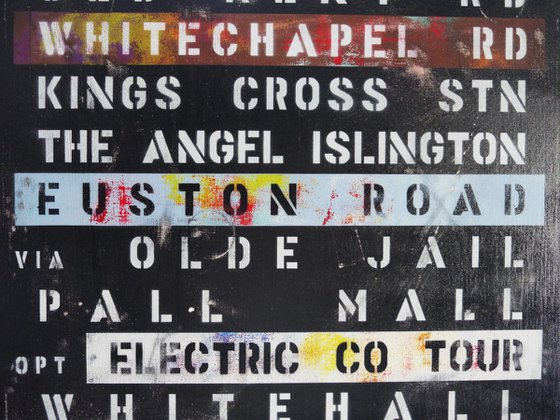 WHITECHAPEL RD
KINGS CROSS STN
THE ANGEL ISLINGTON
EUSTON ROAD
VIA OLDE JAIL
PALL MALL
OPT ELECTRIC CO TOUR
WHITEHALL